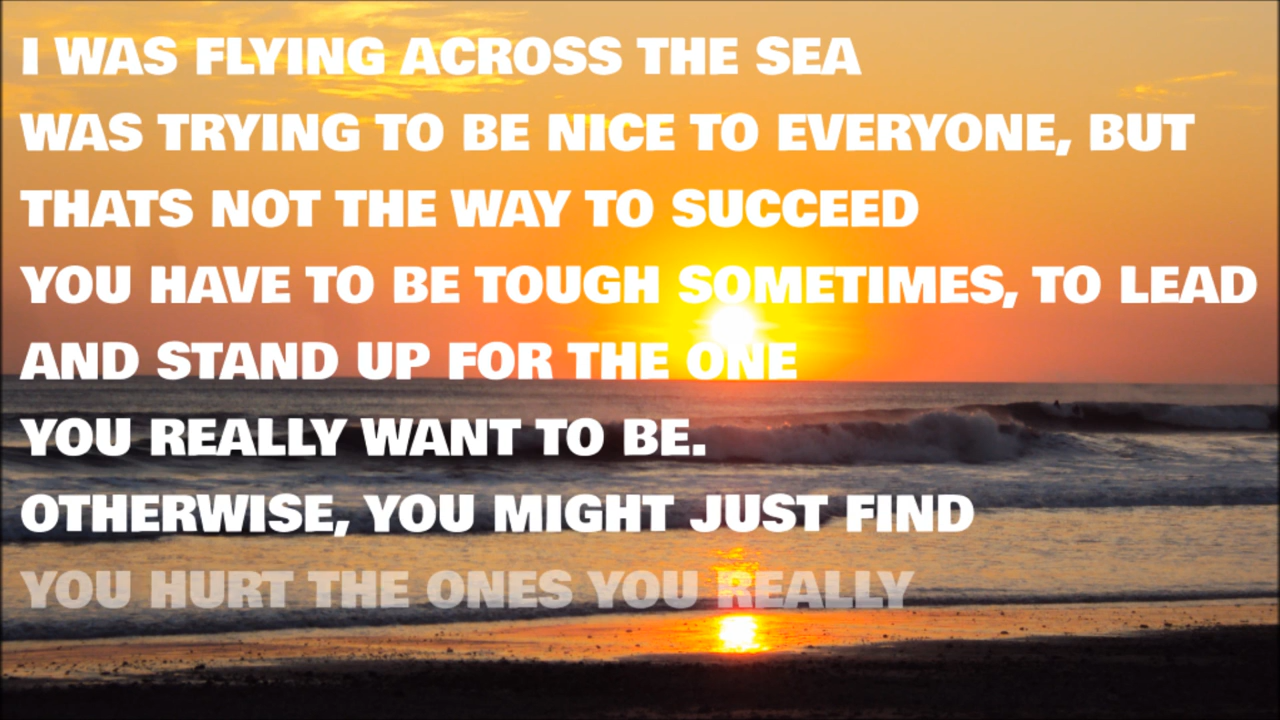 I WAS FLYING ACROSS THE SEA
WAS TRYING TO BE NICE TO EVERYONE, BUT
THATS NOT THE WAY TO SUCCEED
YOU HAVE TO BE TOUGH SOMETIMES, TO LEAD
AND STAND UP FOR THE ONE
YOU REALLY WANT TO BE.
OTHERWISE, YOU MIGHT JUST FIND
YOU HURT THE ONES YOU REALLY